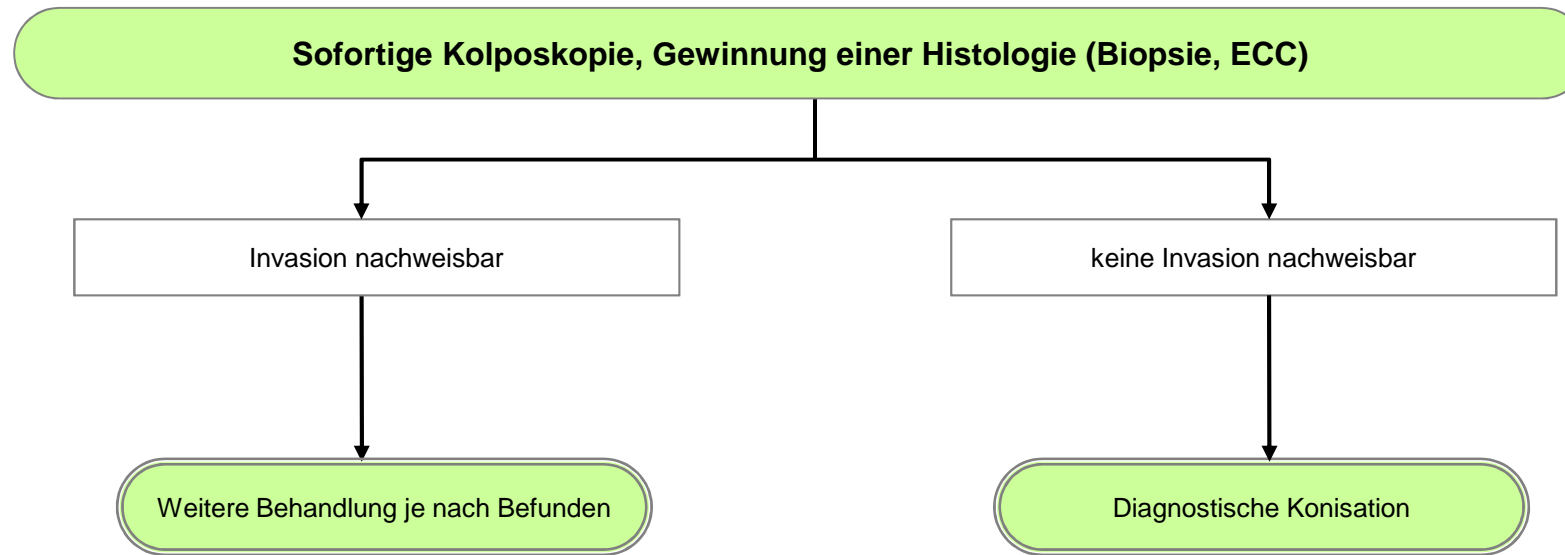 Sofortige Kolposkopie, Gewinnung einer Histologie (Biopsie, ECC)
Invasion nachweisbar
keine Invasion nachweisbar
Weitere Behandlung je nach Befunden
Diagnostische Konisation